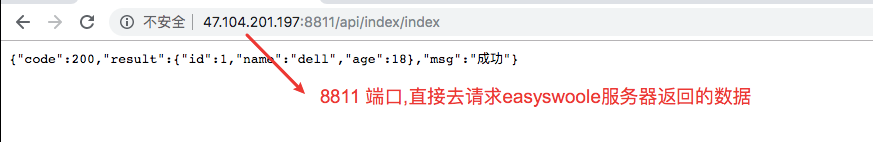 不安全 | 47.104.201.197:8811/api/index/index
{"code":200,"result":{"id":1,"name":"dell","age":18},"msg":"成功"}
8811 端口,直接去请求easyswoole服务器返回的数据